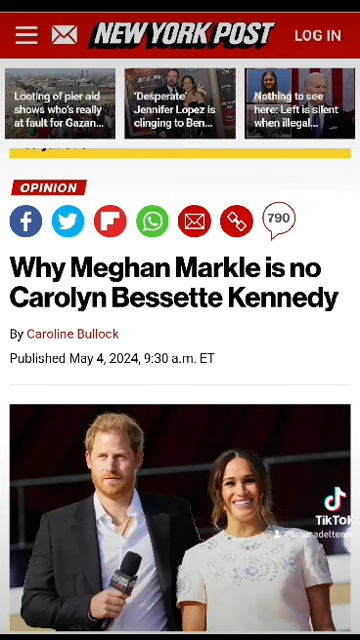 NEW YORK POST
LOG IN
Looting of pier aid
shows who's really
at fault for Gazan...
'Desperate'
Jennifer Lopez is
clinging to Ben...
Nothing to see
here: Left is silent
when illegal...
OPINION
790
Why Meghan Markle is no
Carolyn Bessette Kennedy
By Caroline Bullock
Published May 4, 2024, 9:30 a.m. ET
TikTok